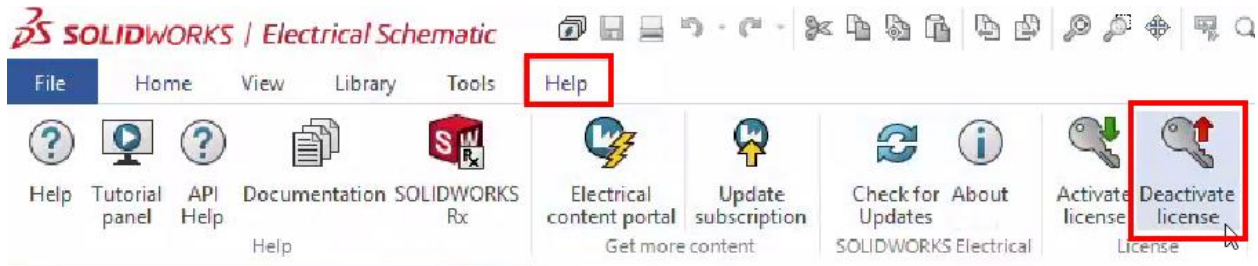 SOLIDWORKS | Electrical Schematic
File Home View Library Tools Help
Help Tutorial panel API Help Documentation SOLIDWORKS Rx Electrical content portal Update subscription Check for Updates About Activate license Deactivate license
Help Get more content SOLIDWORKS Electrical License